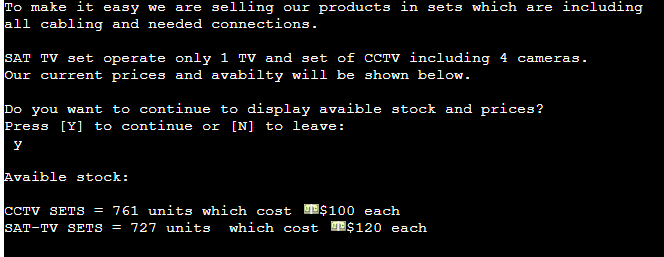 To make it easy we are selling our products in sets which are including
all cabling and needed connections.
SAT TV set operate only 1 TV and set of CCTV including 4 cameras.
Our current prices and avabilty will be shown below.
Do you want to continue to display avaible stock and prices?
Press [Y] to continue or [N] to leave:
y
Avaible stock:
CCTV SETS = 761 units which cost $100 each
SAT-TV SETS = 727 units  which cost $120 each